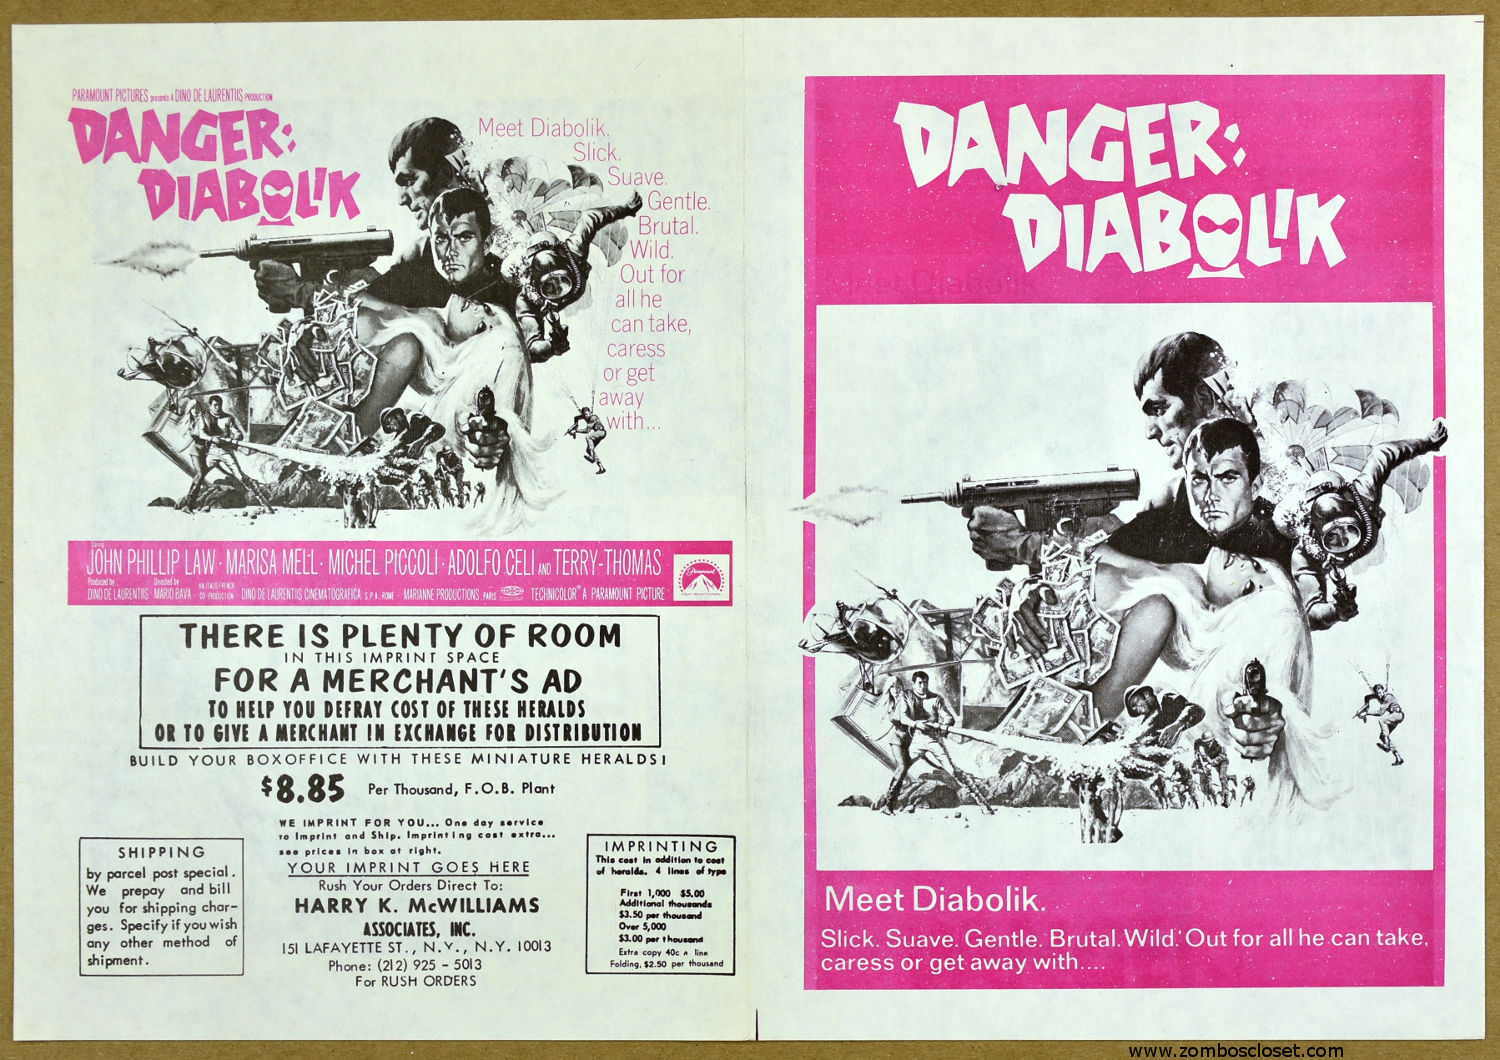 PARAMOUNT PICTURES presents A DINO DE LAURENTIIS PRODUCTION
DANGER:
DIABOLIK
Meet Diabolik.
Slick.
Suave.
Gentle.
Brutal.
Wild.
Out for
all he
can take,
caress
or get
away
with...
Starring
JOHN PHILLIP LAW · MARISA MELL · MICHEL PICCOLI · ADOLFO CELI AND TERRY-THOMAS
Produced by Directed by AN ITALO/FRENCH
DINO DE LAURENTIIS MARIO BAVA CO-PRODUCTION DINO DE LAURENTIIS CINEMATOGRAFICA S.P.A., ROME MARIANNE PRODUCTIONS PARIS TECHNICOLOR® A PARAMOUNT PICTURE
Paramount
THERE IS PLENTY OF ROOM
IN THIS IMPRINT SPACE
FOR A MERCHANT'S AD
TO HELP YOU DEFRAY COST OF THESE HERALDS
OR TO GIVE A MERCHANT IN EXCHANGE FOR DISTRIBUTION
BUILD YOUR BOXOFFICE WITH THESE MINIATURE HERALDS!
$8.85 Per Thousand, F.O.B. Plant
WE IMPRINT FOR YOU... One day service
to Imprint and Ship. Imprinting cost extra...
see prices in box at right.
YOUR IMPRINT GOES HERE
Rush Your Orders Direct To:
HARRY K. McWILLIAMS
ASSOCIATES, INC.
151 LAFAYETTE ST., N.Y., N.Y. 10013
Phone: (212) 925 - 5013
For RUSH ORDERS
SHIPPING
by parcel post special.
We prepay and bill
you for shipping char-
ges. Specify if you wish
any other method of
shipment.
IMPRINTING
This cost in addition to cost
of heralds. 4 lines of type
First 1,000 $5.00
Additional thousands
$3.50 per thousand
Over 5,000
$3.00 per thousand
Extra copy 40c a line
Folding, $2.50 per thousand
DANGER:
DIABOLIK
Meet Diabolik.
Slick. Suave. Gentle. Brutal. Wild. Out for all he can take,
caress or get away with....
www.zomboscloset.com